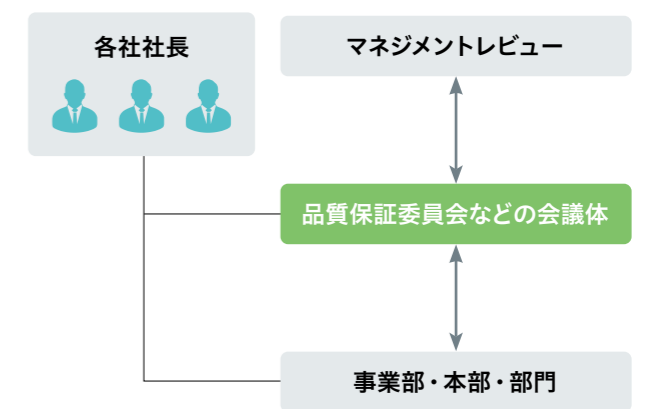 各社社長
マネジメントレビュー
品質保証委員会などの会議体
事業部・本部・部門